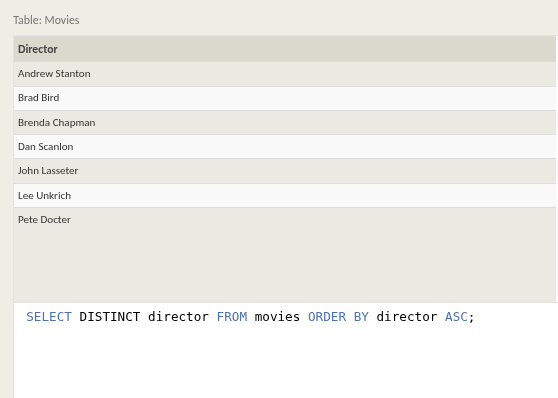 Table: Movies
Director
Andrew Stanton
Brad Bird
Brenda Chapman
Dan Scanlon
John Lasseter
Lee Unkrich
Pete Docter
SELECT DISTINCT director FROM movies ORDER BY director ASC;